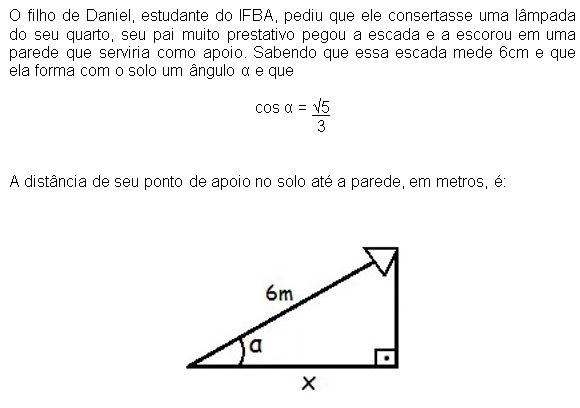 O filho de Daniel, estudante do IFBA, pediu que ele consertasse uma lâmpada
do seu quarto, seu pai muito prestativo pegou a escada e a escorou em uma
parede que serviria como apoio. Sabendo que essa escada mede 6cm e que
ela forma com o solo um ângulo α e que
cos α = √5
3
A distância de seu ponto de apoio no solo até a parede, em metros, é:
6m
α
x